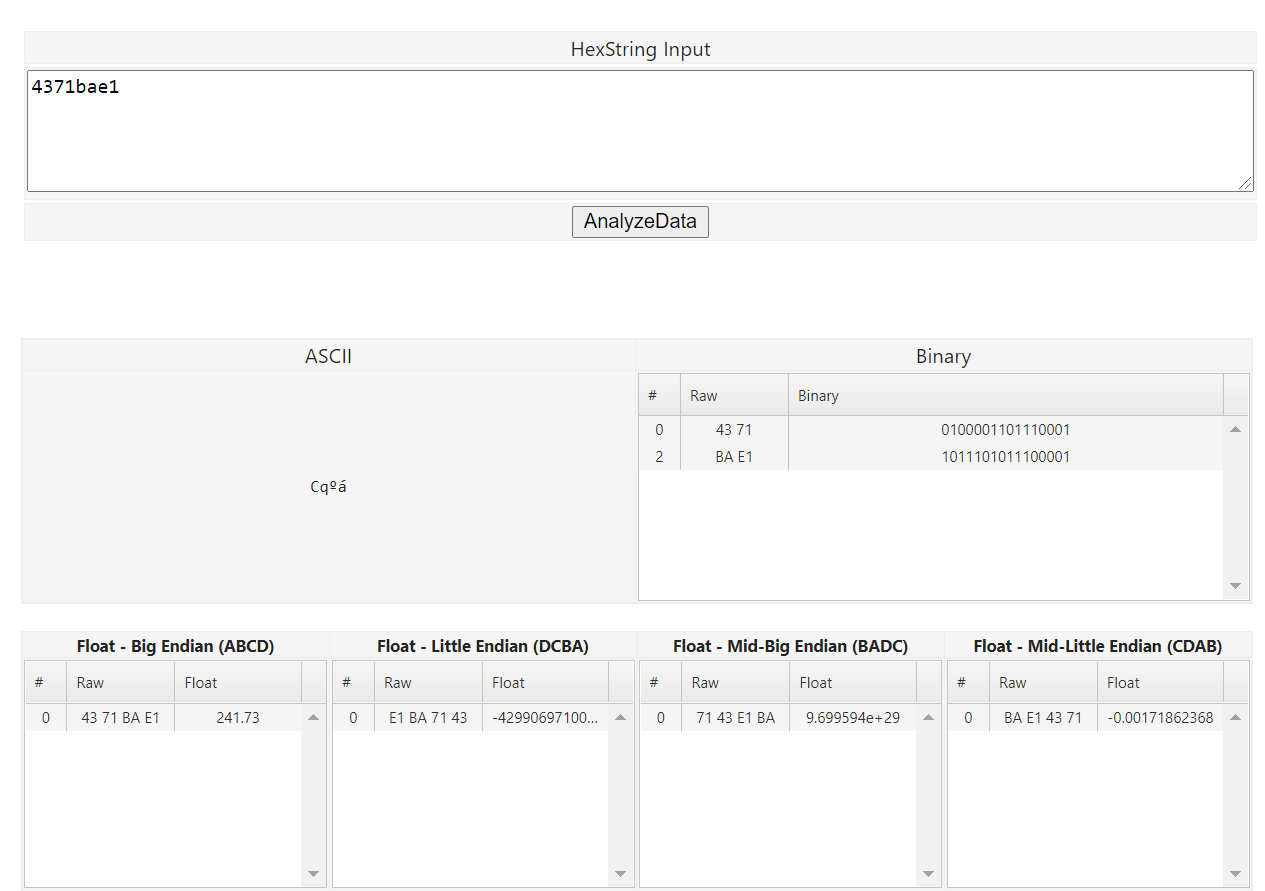 HexString Input
4371bae1
AnalyzeData
ASCII Binary
# Raw Binary
0 43 71 0100001101110001
2 BA E1 1011101011100001
Cqºá
Float - Big Endian (ABCD) Float - Little Endian (DCBA) Float - Mid-Big Endian (BADC) Float - Mid-Little Endian (CDAB)
# Raw Float # Raw Float # Raw Float # Raw Float
0 43 71 BA E1 241.73 0 E1 BA 71 43 -42990697100... 0 71 43 E1 BA 9.699594e+29 0 BA E1 43 71 -0.00171862368